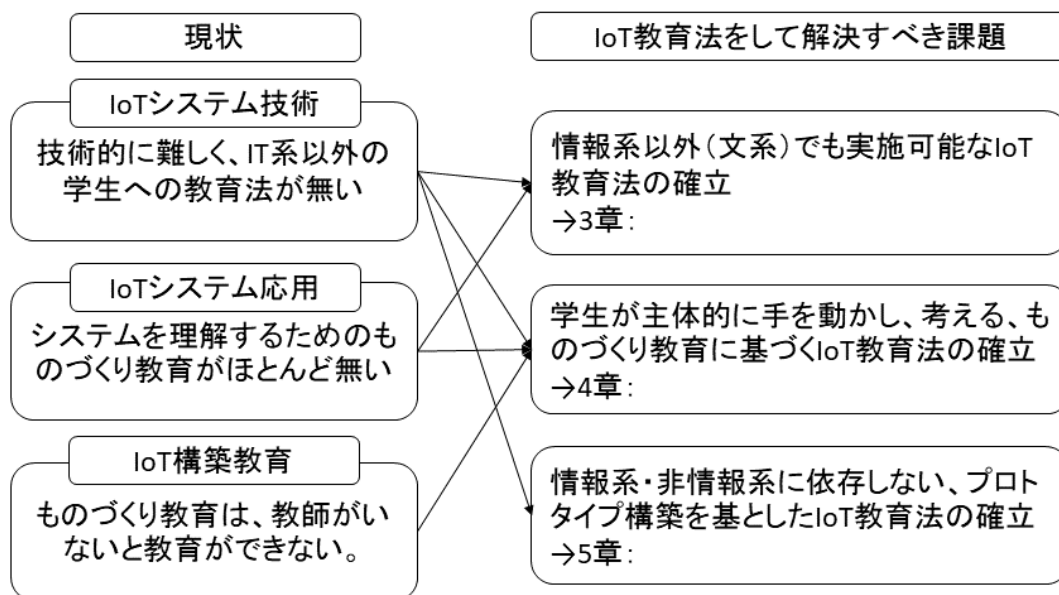 現状
IoTシステム技術
技術的に難しく、IT系以外の
学生への教育法が無い
IoTシステム応用
システムを理解するためのも
のづくり教育がほとんど無い
IoT構築教育
ものづくり教育は、教師がい
ないと教育ができない。
IoT教育法をして解決すべき課題
情報系以外（文系）でも実施可能なIoT
教育法の確立
→3章：
学生が主体的に手を動かし、考える、も
のづくり教育に基づくIoT教育法の確立
→4章：
情報系・非情報系に依存しない、プロト
タイプ構築を基としたIoT教育法の確立
→5章：